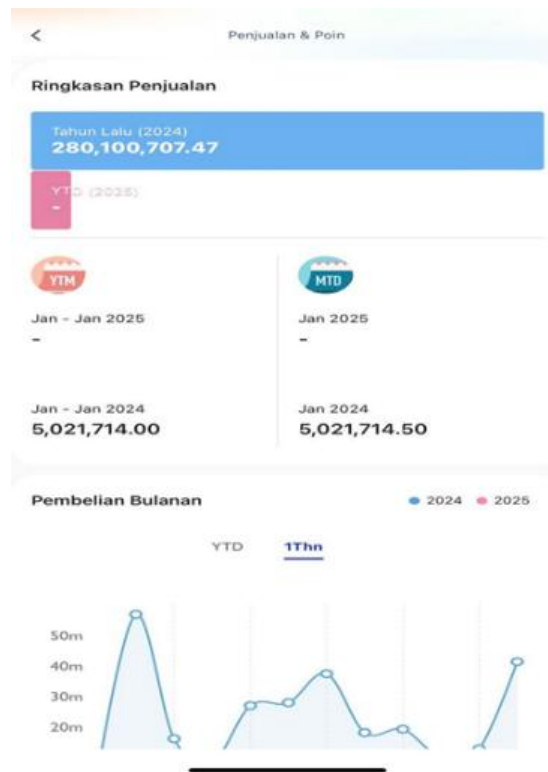 Penjualan & Poin
Ringkasan Penjualan
Tahun Lalu (2024)
280,100,707.47
YTD (2025)
-
YTM
MTD
Jan - Jan 2025
Jan 2025
-
-
Jan - Jan 2024
Jan 2024
5,021,714.00
5,021,714.50
Pembelian Bulanan
2024
2025
YTD
1Thn
50m
40m
30m
20m